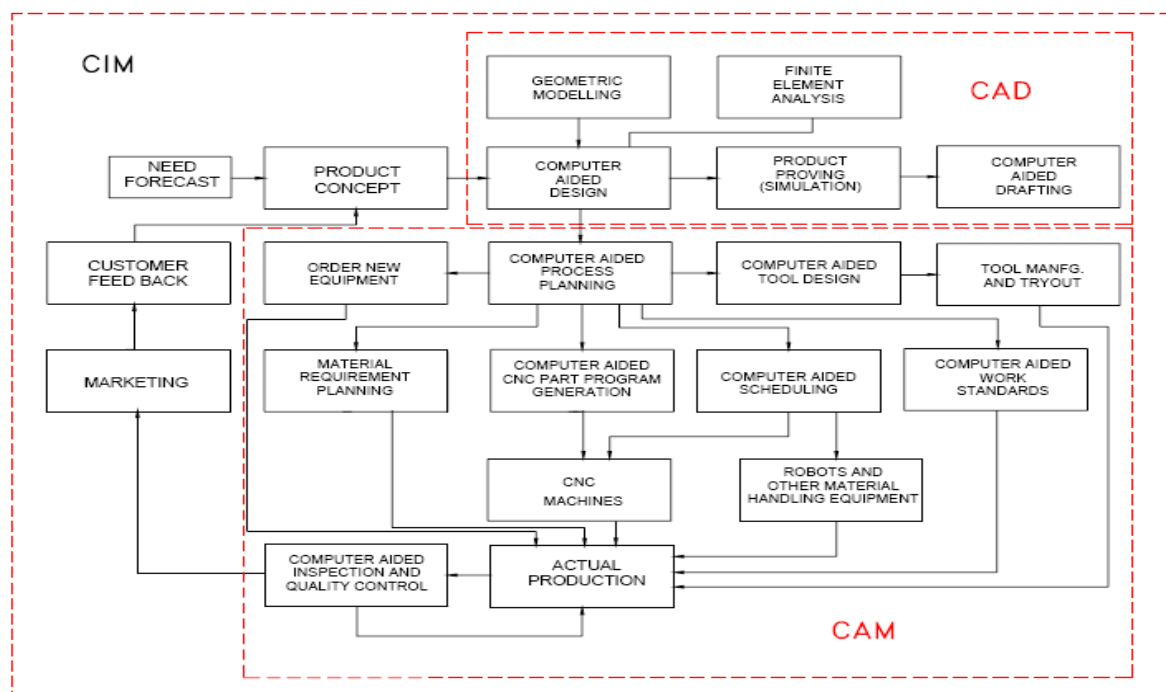 CIM
GEOMETRIC
MODELLING
FINITE
ELEMENT
ANALYSIS
CAD
NEED
FORECAST
PRODUCT
CONCEPT
COMPUTER
AIDED
DESIGN
PRODUCT
PROVING
(SIMULATION)
COMPUTER
AIDED
DRAFTING
CUSTOMER
FEED BACK
ORDER NEW
EQUIPMENT
COMPUTER AIDED
PROCESS
PLANNING
COMPUTER AIDED
TOOL DESIGN
TOOL MANFG.
AND TRYOUT
MARKETING
MATERIAL
REQUIREMENT
PLANNING
COMPUTER AIDED
CNC PART PROGRAM
GENERATION
COMPUTER AIDED
SCHEDULING
COMPUTER AIDED
WORK
STANDARDS
CNC
MACHINES
ROBOTS AND
OTHER MATERIAL
HANDLING EQUIPMENT
COMPUTER AIDED
INSPECTION AND
QUALITY CONTROL
ACTUAL
PRODUCTION
CAM